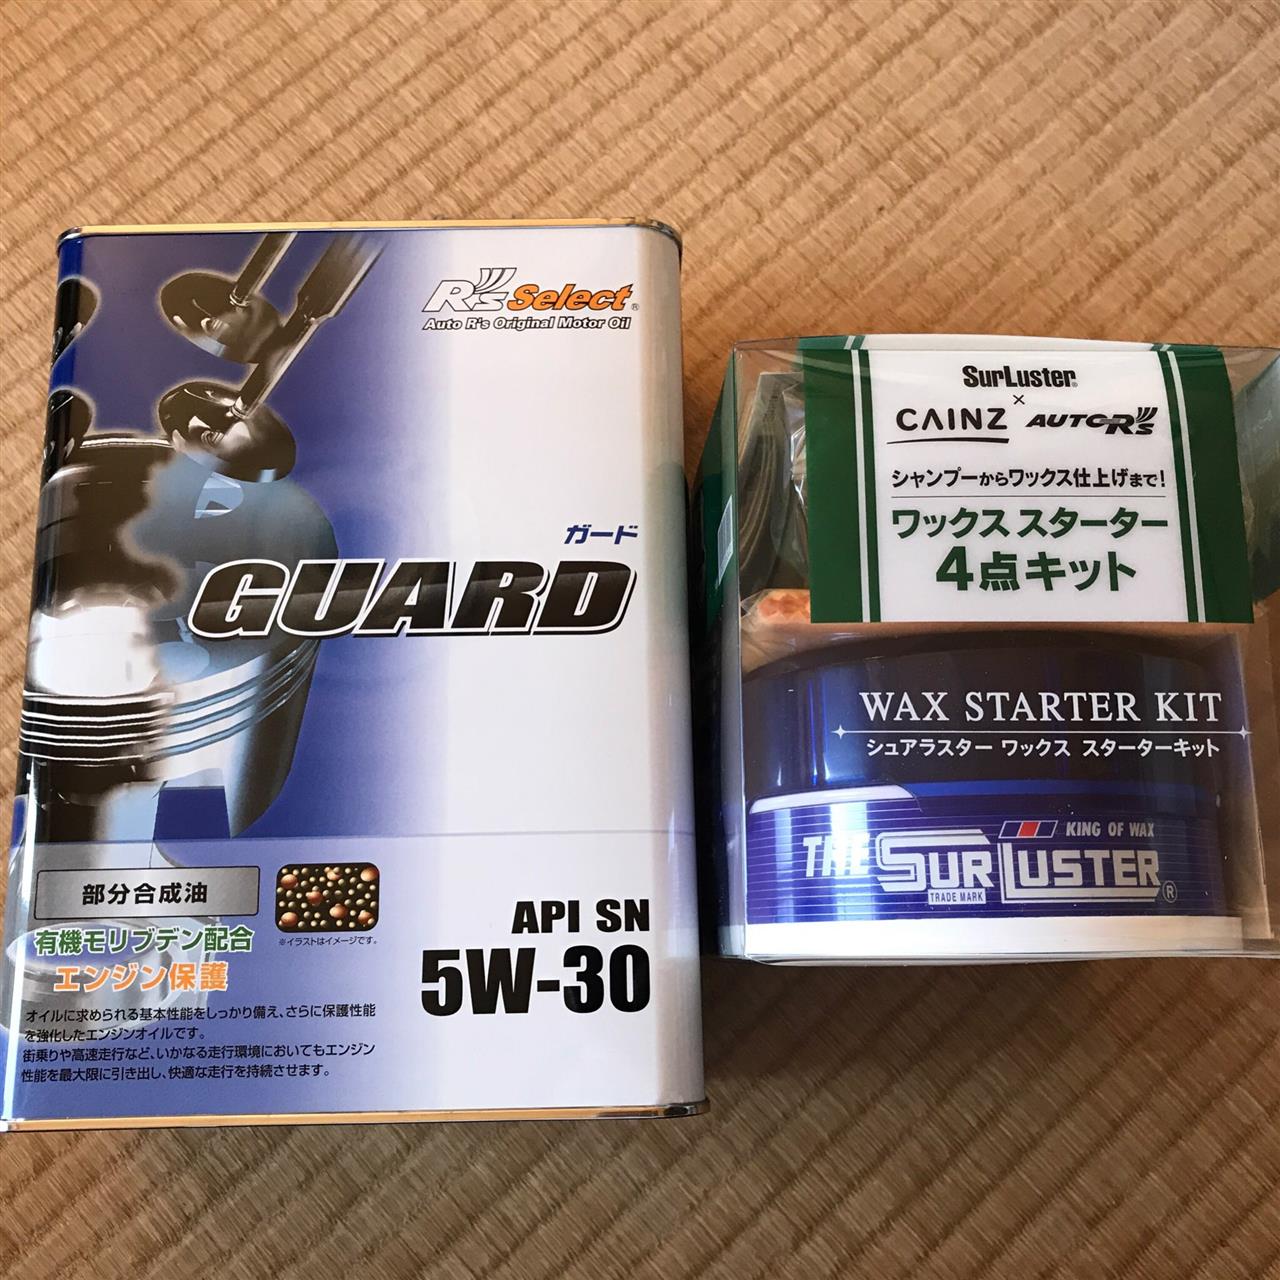 R's Select®
Auto R's Original Motor Oil
ガード
GUARD
部分合成油
有機モリブデン配合
エンジン保護
※イラストはイメージです。
API SN
5W-30
オイルに求められる基本性能をしっかり備え、さらに保護性能
を強化したエンジンオイルです。
街乗りや高速走行など、いかなる走行環境においてもエンジン
性能を最大限に引き出し、快適な走行を持続させます。
SurLuster®
×
CAINZ AUTOR's
シャンプーからワックス仕上げまで!
ワックス スターター
4点キット
WAX STARTER KIT
シュアラスター ワックス スターターキット
KING OF WAX
THE SURLUSTER®
TRADE MARK